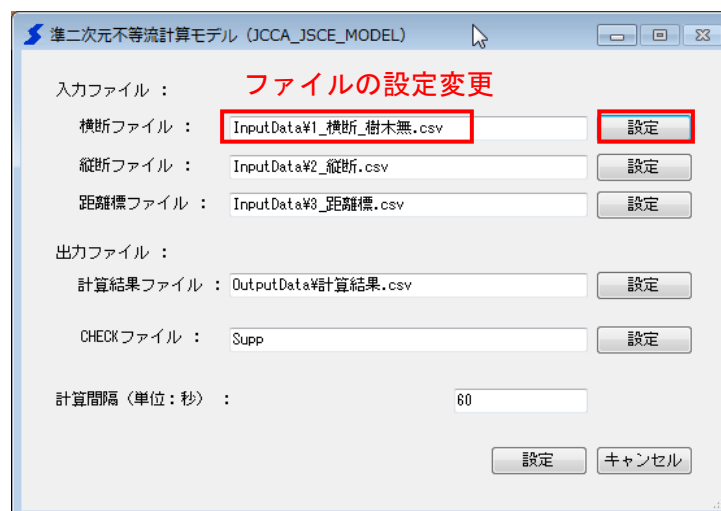 準二次元不等流計算モデル（JCCA_JSCE_MODEL）
入力ファイル : ファイルの設定変更
横断ファイル : InputData¥1_横断_樹木無.csv 設定
縦断ファイル : InputData¥2_縦断.csv 設定
距離標ファイル : InputData¥3_距離標.csv 設定
出力ファイル :
計算結果ファイル : OutputData¥計算結果.csv 設定
CHECKファイル : Supp 設定
計算間隔（単位：秒） : 60
設定 キャンセル